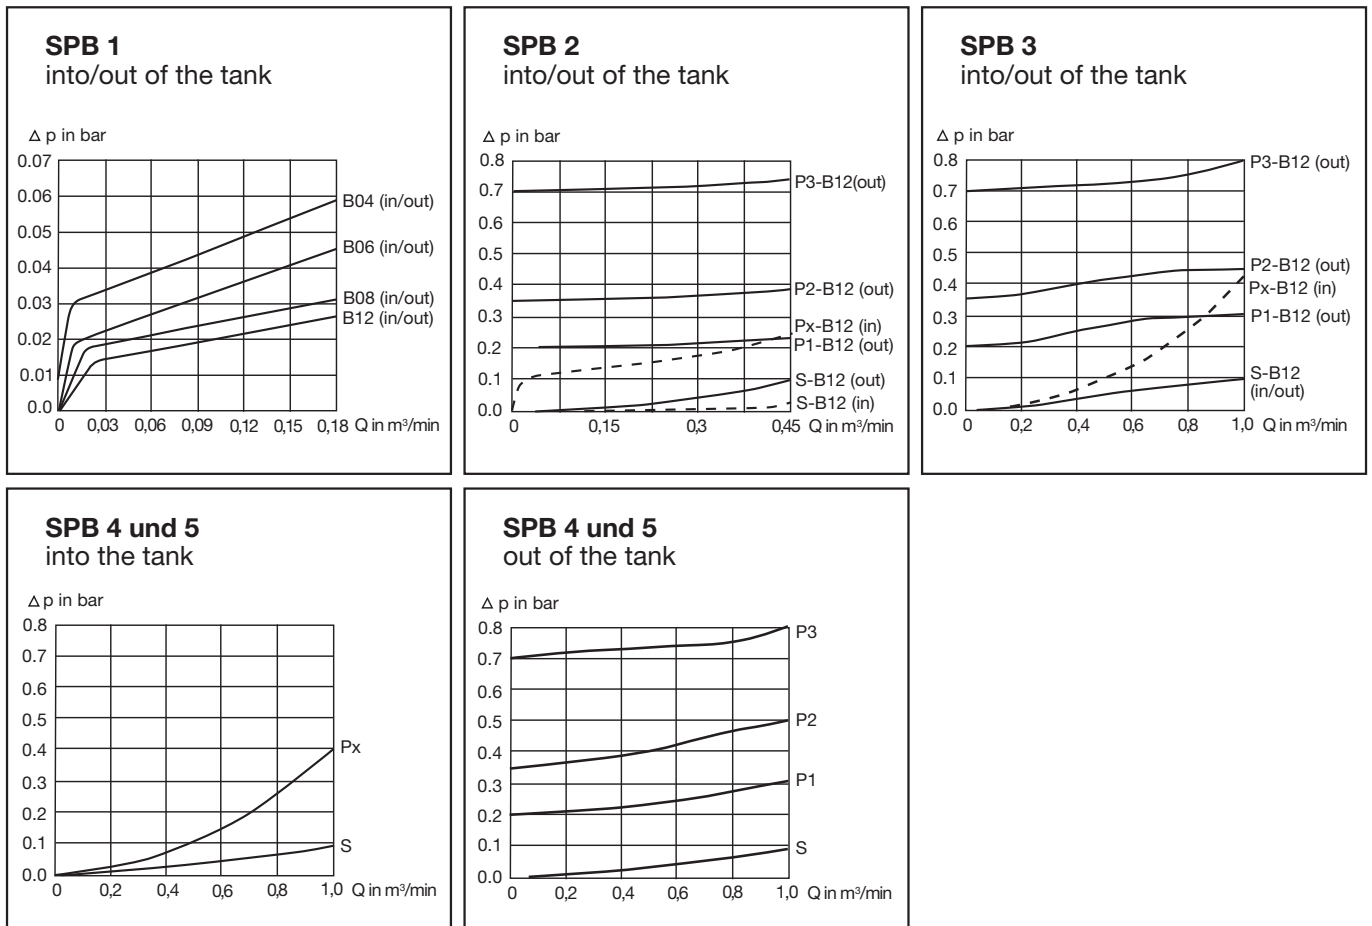 SPB 1
into/out of the tank
Δ p in bar
0.07
0.06
0.05
0.04
0.03
0.02
0.01
0.0
B04 (in/out)
B06 (in/out)
B08 (in/out)
B12 (in/out)
0 0,03 0,06 0,09 0,12 0,15 0,18 Q in m³/min
SPB 2
into/out of the tank
Δ p in bar
0.8
0.7
0.6
0.5
0.4
0.3
0.2
0.1
0.0
P3-B12(out)
P2-B12 (out)
Px-B12 (in)
P1-B12 (out)
S-B12 (out)
S-B12 (in)
0 0,15 0,3 0,45 Q in m³/min
SPB 3
into/out of the tank
Δ p in bar
0.8
0.7
0.6
0.5
0.4
0.3
0.2
0.1
0.0
P3-B12 (out)
P2-B12 (out)
Px-B12 (in)
P1-B12 (out)
S-B12
(in/out)
0 0,2 0,4 0,6 0,8 1,0 Q in m³/min
SPB 4 und 5
into the tank
Δ p in bar
0.8
0.7
0.6
0.5
0.4
0.3
0.2
0.1
0.0
Px
S
0 0,2 0,4 0,6 0,8 1,0 Q in m³/min
SPB 4 und 5
out of the tank
Δ p in bar
0.8
0.7
0.6
0.5
0.4
0.3
0.2
0.1
0.0
P3
P2
P1
S
0 0,2 0,4 0,6 0,8 1,0 Q in m³/min